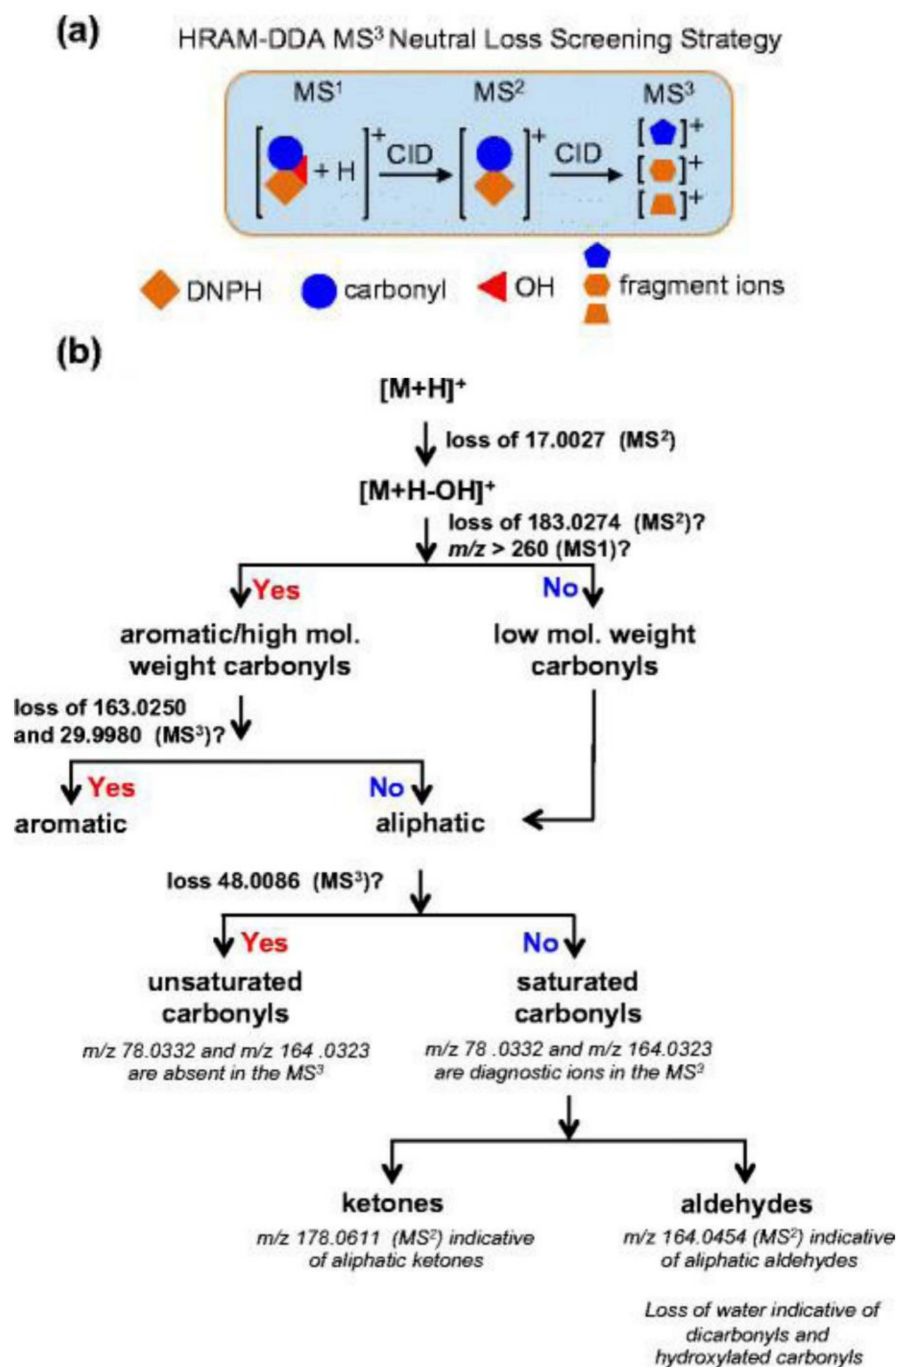 (a)
HRAM-DDA MS³ Neutral Loss Screening Strategy
MS¹ MS² MS³
[ + H ]⁺ CID [ ]⁺ CID [ ]⁺
[ ]⁺
[ ]⁺
DNPH carbonyl OH fragment ions
(b)
[M+H]⁺
loss of 17.0027 (MS²)
[M+H-OH]⁺
loss of 183.0274 (MS²)?
m/z > 260 (MS1)?
Yes No
aromatic/high mol. low mol. weight
weight carbonyls carbonyls
loss of 163.0250
and 29.9980 (MS³)?
Yes No
aromatic aliphatic
loss 48.0086 (MS³)?
Yes No
unsaturated saturated
carbonyls carbonyls
m/z 78.0332 and m/z 164 .0323 m/z 78 .0332 and m/z 164.0323
are absent in the MS³ are diagnostic ions in the MS³
ketones aldehydes
m/z 178.0611 (MS²) indicative m/z 164.0454 (MS²) indicative
of aliphatic ketones of aliphatic aldehydes
Loss of water indicative of
dicarbonyls and
hydroxylated carbonyls